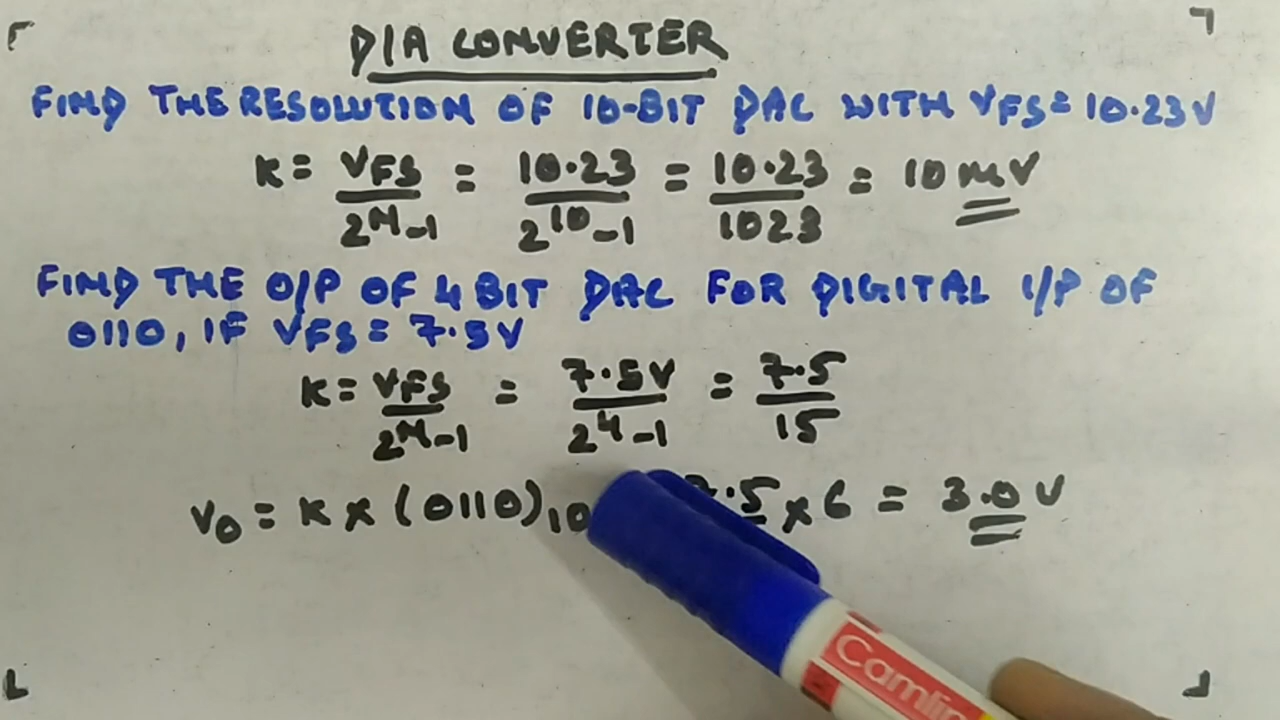 D/A CONVERTER
FIND THE RESOLUTION OF 10-BIT DAC WITH VFS = 10.23V
K = VFS / 2^N-1 = 10.23 / 2^10-1 = 10.23 / 1023 = 10 mV
FIND THE O/P OF 4 BIT DAC FOR DIGITAL I/P OF
0110, IF VFS = 7.5V
K = VFS / 2^N-1 = 7.5V / 2^4-1 = 7.5 / 15
V0 = K × (0110)10 7.5 × 6 = 3.0 V
Camlin